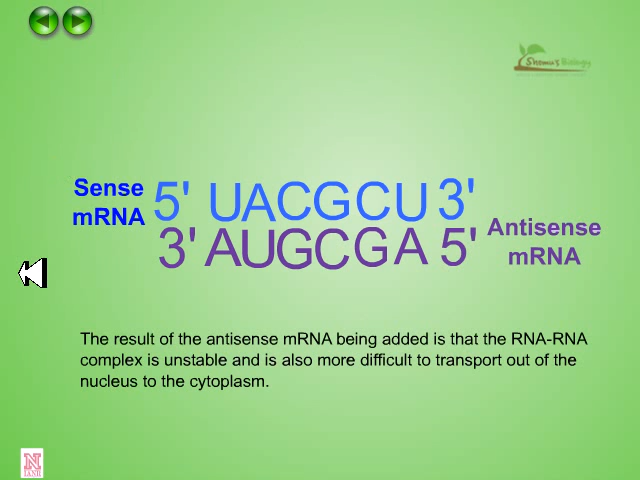 Shomu's Biology
Sense
mRNA
5' UACGCU 3'
3' AUGCGA 5'
Antisense
mRNA
The result of the antisense mRNA being added is that the RNA-RNA
complex is unstable and is also more difficult to transport out of the
nucleus to the cytoplasm.
N